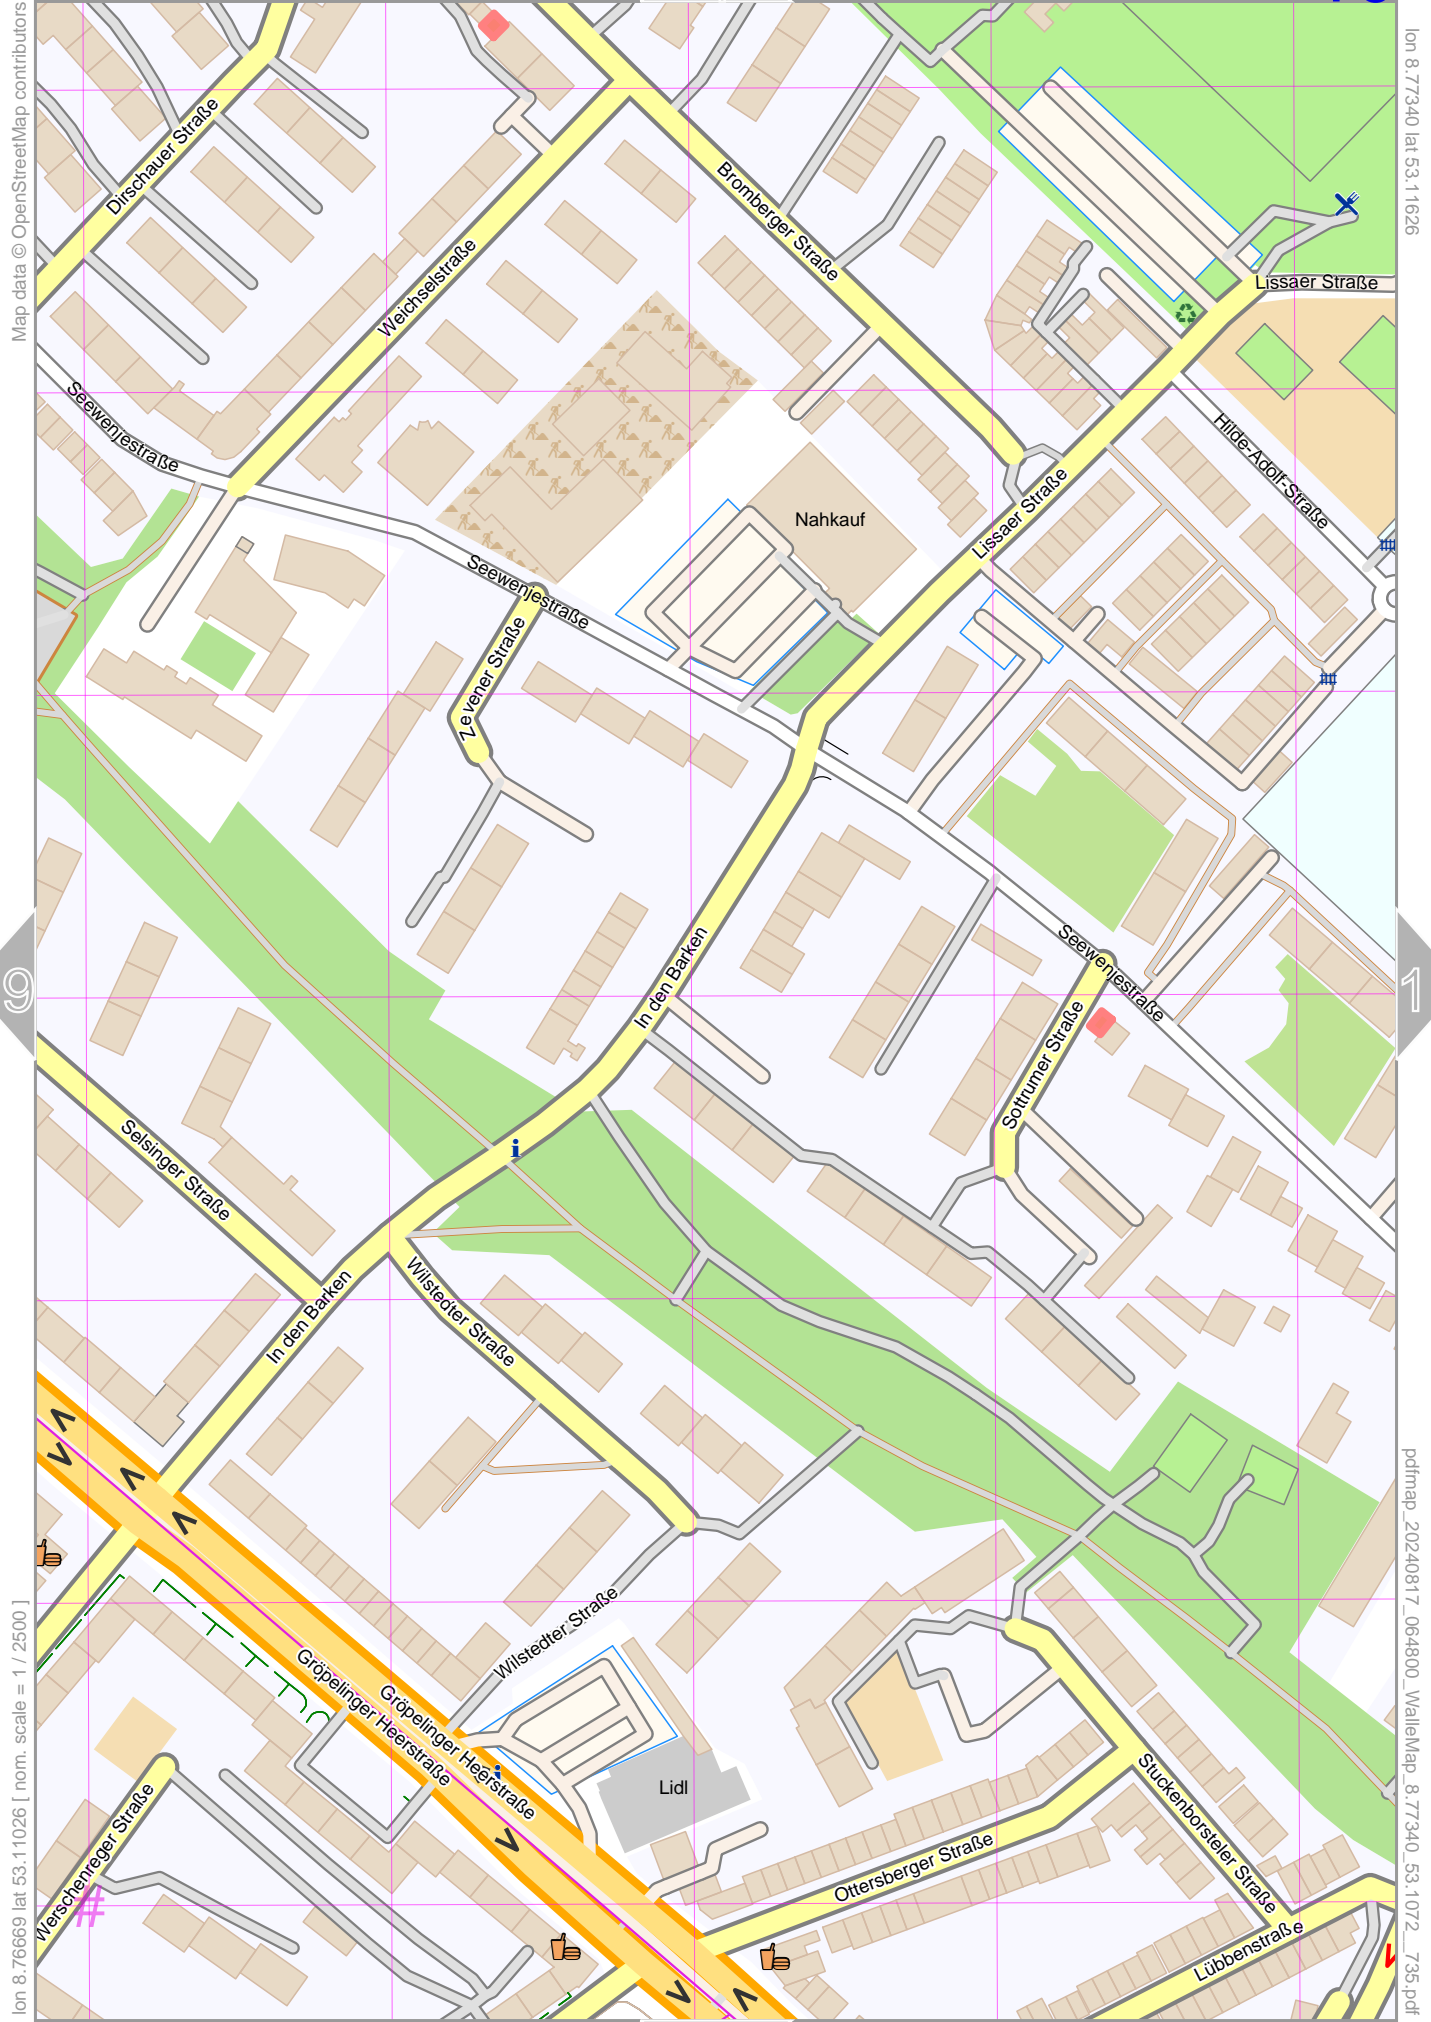 Map data © OpenStreetMap contributors
lon 8.77340 lat 53.11626
Dirschauer Straße
Weichselstraße
Bromberger Straße
Lissaer Straße
Seewenjestraße
Hilde-Adolf-Straße
Nahkauf
Lissaer Straße
Seewenjestraße
Zevener Straße
In den Barken
Seewenjestraße
9
1
Sottrumer Straße
Selsinger Straße
In den Barken
Wilstedter Straße
Wilstedter Straße
Gröpelinger Heerstraße
Gröpelinger Heerstraße
Lidl
Stuckenborsteler Straße
Ottersberger Straße
Werschenreger Straße
#
Lübbenstraße
lon 8.76669 lat 53.11026 [ nom. scale = 1 / 2500 ]
pdfmap_20240817_064800_WalleMap_8.77340_53.1072__735.pdf